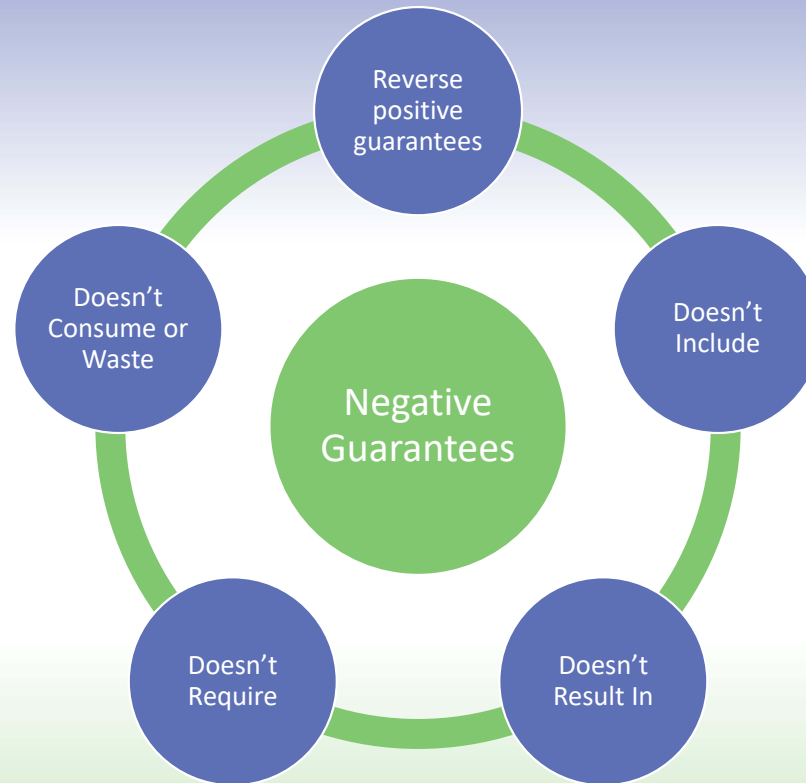 Reverse
positive
guarantees
Doesn’t
Consume or
Waste
Doesn’t
Include
Negative
Guarantees
Doesn’t
Require
Doesn’t
Result In